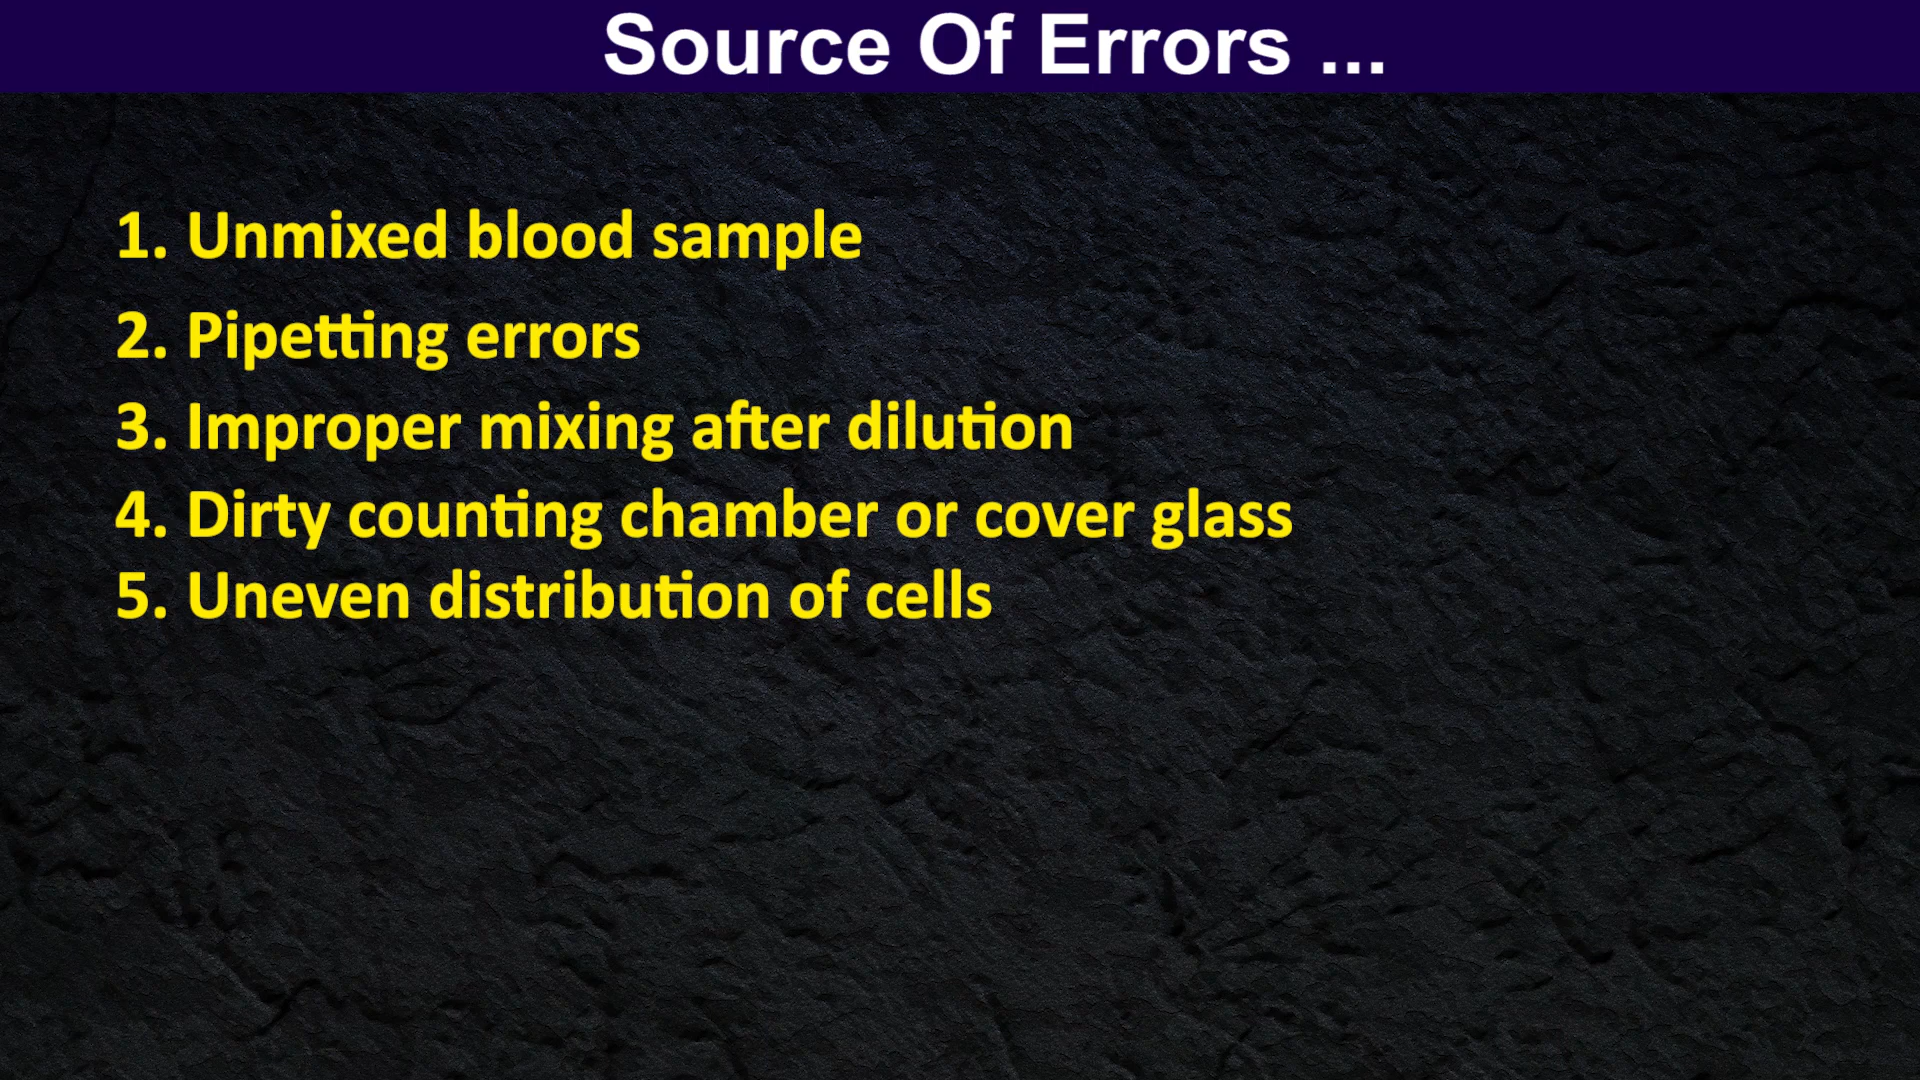 Source Of Errors ...
1. Unmixed blood sample
2. Pipetting errors
3. Improper mixing after dilution
4. Dirty counting chamber or cover glass
5. Uneven distribution of cells